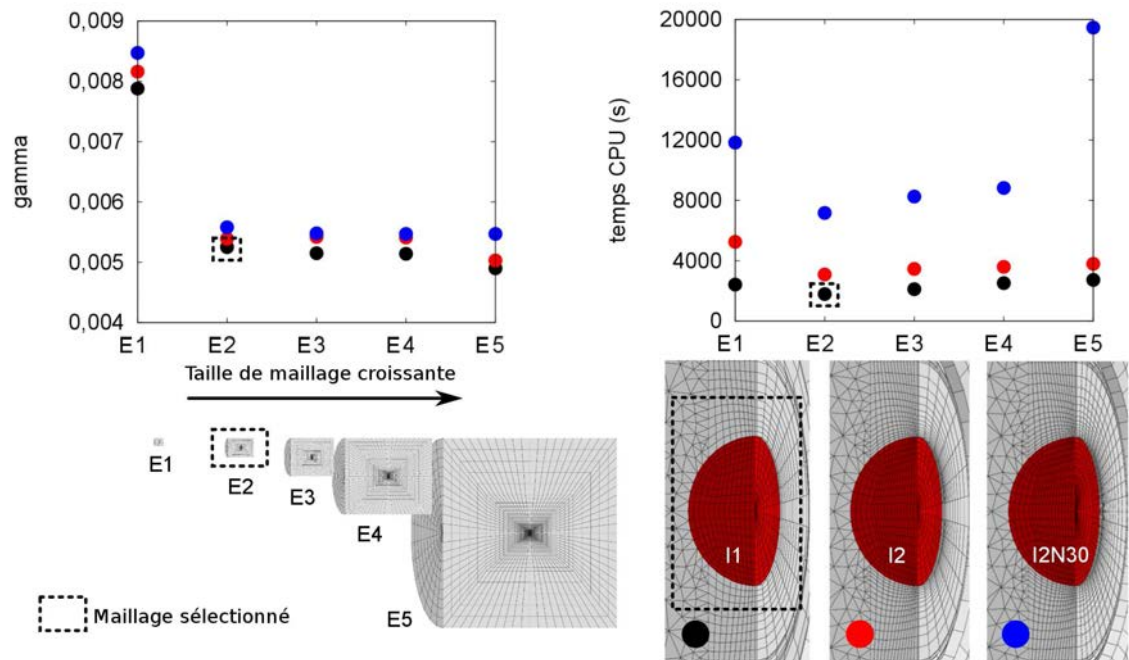 0,009
0,008
0,007
0,006
0,005
0,004
gamma
E1 E2 E3 E4 E5
Taille de maillage croissante
E1
E2
E3
E4
E5
Maillage sélectionné
20000
16000
12000
8000
4000
0
temps CPU (s)
E1 E2 E3 E4 E5
I1
I2
I2N30